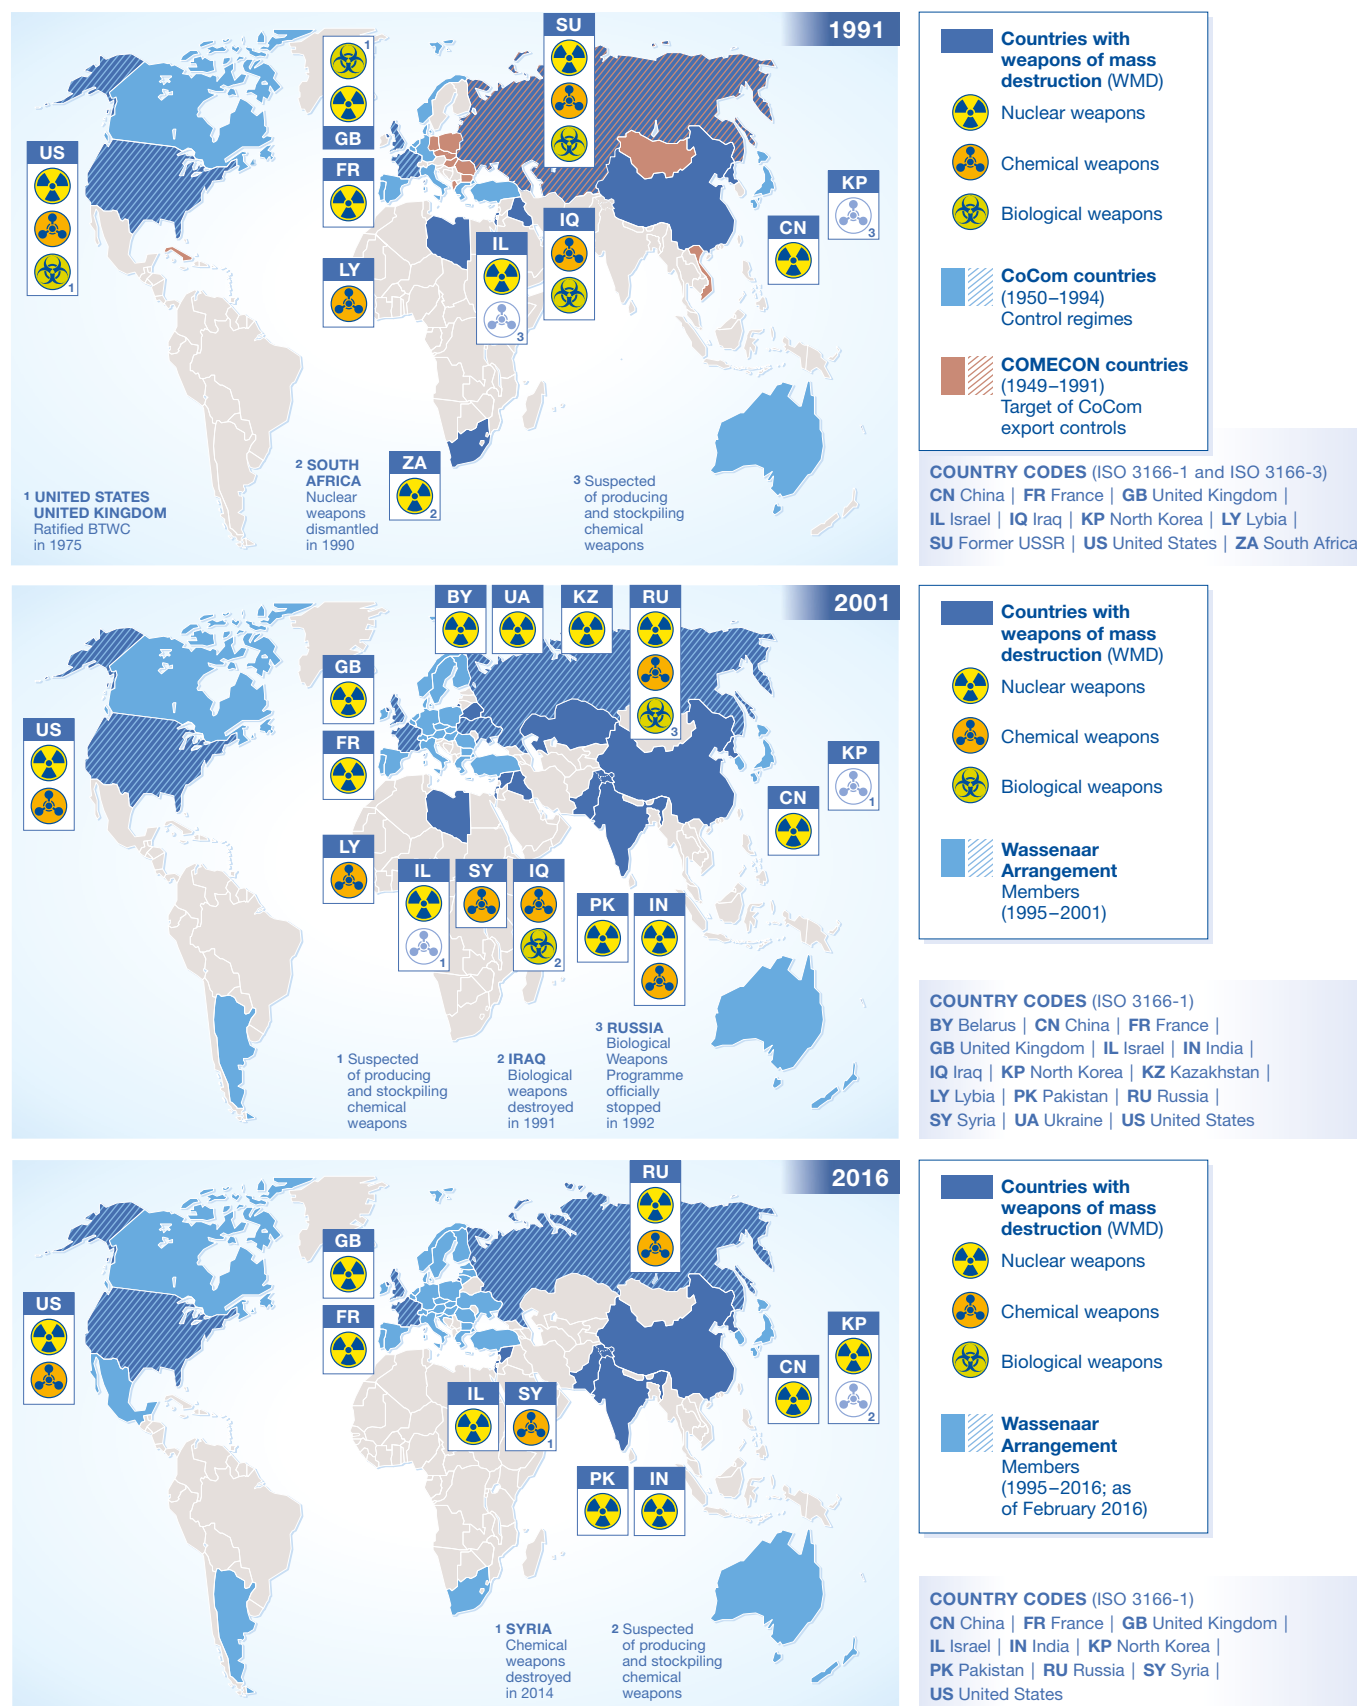 1991
SU
1
GB
US
1
FR
LY
IL
3
IQ
CN
KP
3
ZA
2
1 UNITED STATES
UNITED KINGDOM
Ratified BTWC
in 1975
2 SOUTH
AFRICA
Nuclear
weapons
dismantled
in 1990
3 Suspected
of producing
and stockpiling
chemical
weapons
Countries with
weapons of mass
destruction (WMD)
Nuclear weapons
Chemical weapons
Biological weapons
CoCom countries
(1950–1994)
Control regimes
COMECON countries
(1949–1991)
Target of CoCom
export controls
COUNTRY CODES (ISO 3166-1 and ISO 3166-3)
CN China | FR France | GB United Kingdom |
IL Israel | IQ Iraq | KP North Korea | LY Lybia |
SU Former USSR | US United States | ZA South Africa
2001
BY
UA
KZ
RU
3
GB
US
FR
KP
1
CN
LY
IL
1
SY
IQ
2
PK
IN
1 Suspected
of producing
and stockpiling
chemical
weapons
2 IRAQ
Biological
weapons
destroyed
in 1991
3 RUSSIA
Biological
Weapons
Programme
officially
stopped
in 1992
Countries with
weapons of mass
destruction (WMD)
Nuclear weapons
Chemical weapons
Biological weapons
Wassenaar
Arrangement
Members
(1995–2001)
COUNTRY CODES (ISO 3166-1)
BY Belarus | CN China | FR France |
GB United Kingdom | IL Israel | IN India |
IQ Iraq | KP North Korea | KZ Kazakhstan |
LY Lybia | PK Pakistan | RU Russia |
SY Syria | UA Ukraine | US United States
2016
RU
GB
US
FR
KP
2
CN
IL
SY
1
PK
IN
1 SYRIA
Chemical
weapons
destroyed
in 2014
2 Suspected
of producing
and stockpiling
chemical
weapons
Countries with
weapons of mass
destruction (WMD)
Nuclear weapons
Chemical weapons
Biological weapons
Wassenaar
Arrangement
Members
(1995–2016; as
of February 2016)
COUNTRY CODES (ISO 3166-1)
CN China | FR France | GB United Kingdom |
IL Israel | IN India | KP North Korea |
PK Pakistan | RU Russia | SY Syria |
US United States